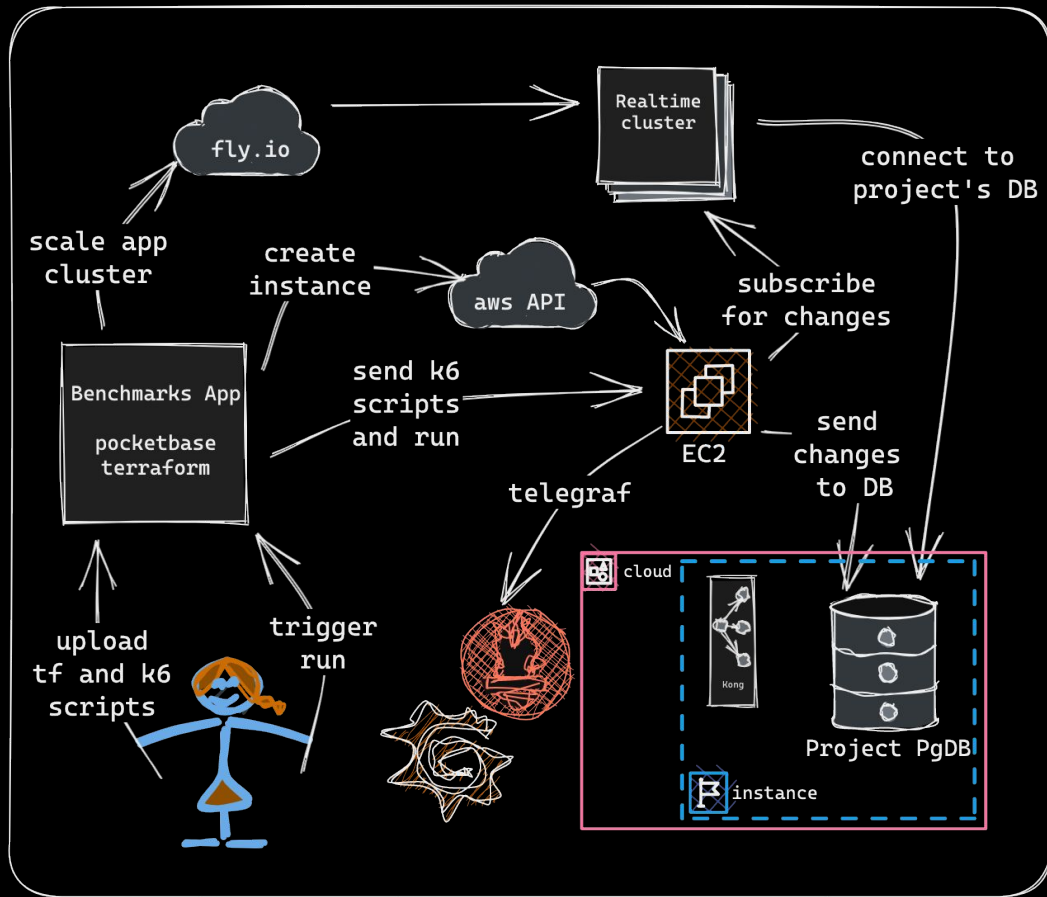 Realtime
cluster
fly.io
connect to
project's DB
scale app
cluster
create
instance
aws API
subscribe
for changes
Benchmarks App
pocketbase
terraform
send k6
scripts
and run
EC2
send
changes
to DB
telegraf
cloud
upload
tf and k6
scripts
trigger
run
Kong
Project PgDB
instance